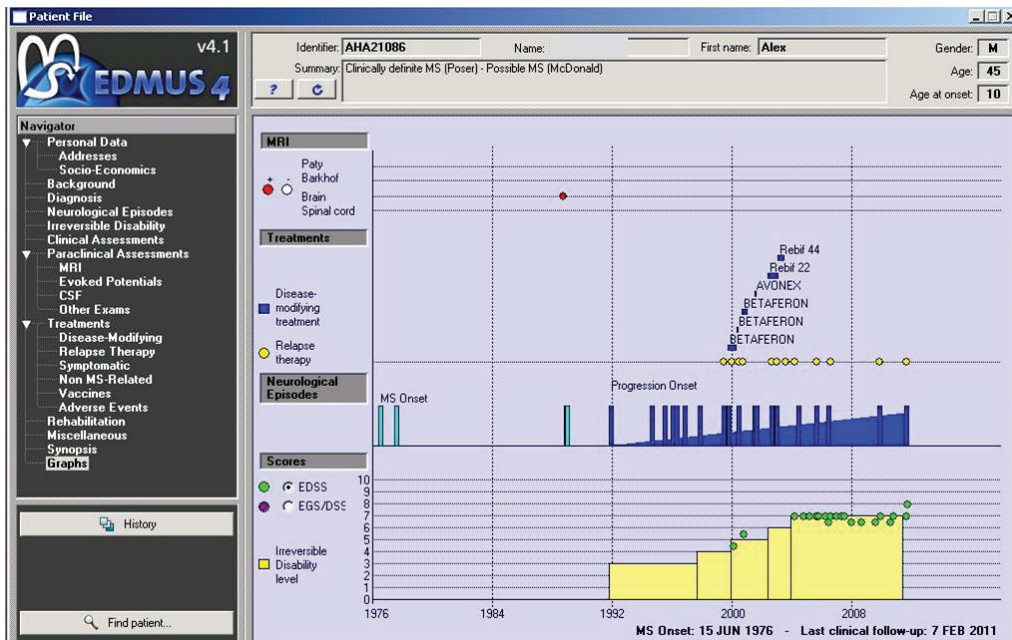 Patient File
v4.1
EDMUS 4
Identifier: AHA21086
Name:
First name: Alex
Gender: M
Summary: Clinically definite MS (Poser) - Possible MS (McDonald)
Age: 45
? 
Age at onset: 10
Navigator
Personal Data
Addresses
Socio-Economics
Background
Diagnosis
Neurological Episodes
Irreversible Disability
Clinical Assessments
Paraclinical Assessments
MRI
Evoked Potentials
CSF
Other Exams
Treatments
Disease-Modifying
Relapse Therapy
Symptomatic
Non MS-Related
Vaccines
Adverse Events
Rehabilitation
Miscellaneous
Synopsis
Graphs
History
Find patient...
MRI
+ -
Paty
Barkhof
Brain
Spinal cord
Treatments
Rebif 44
Rebif 22
AVONEX
BETAFERON
BETAFERON
BETAFERON
Disease-
modifying
treatment
Relapse
therapy
Neurological
Episodes
MS Onset
Progression Onset
Scores
EDSS
EGS/DSS
Irreversible
Disability
level
10
9
8
7
6
5
4
3
2
1
0
1976 1984 1992 2000 2008
MS Onset: 15 JUN 1976 - Last clinical follow-up: 7 FEB 2011